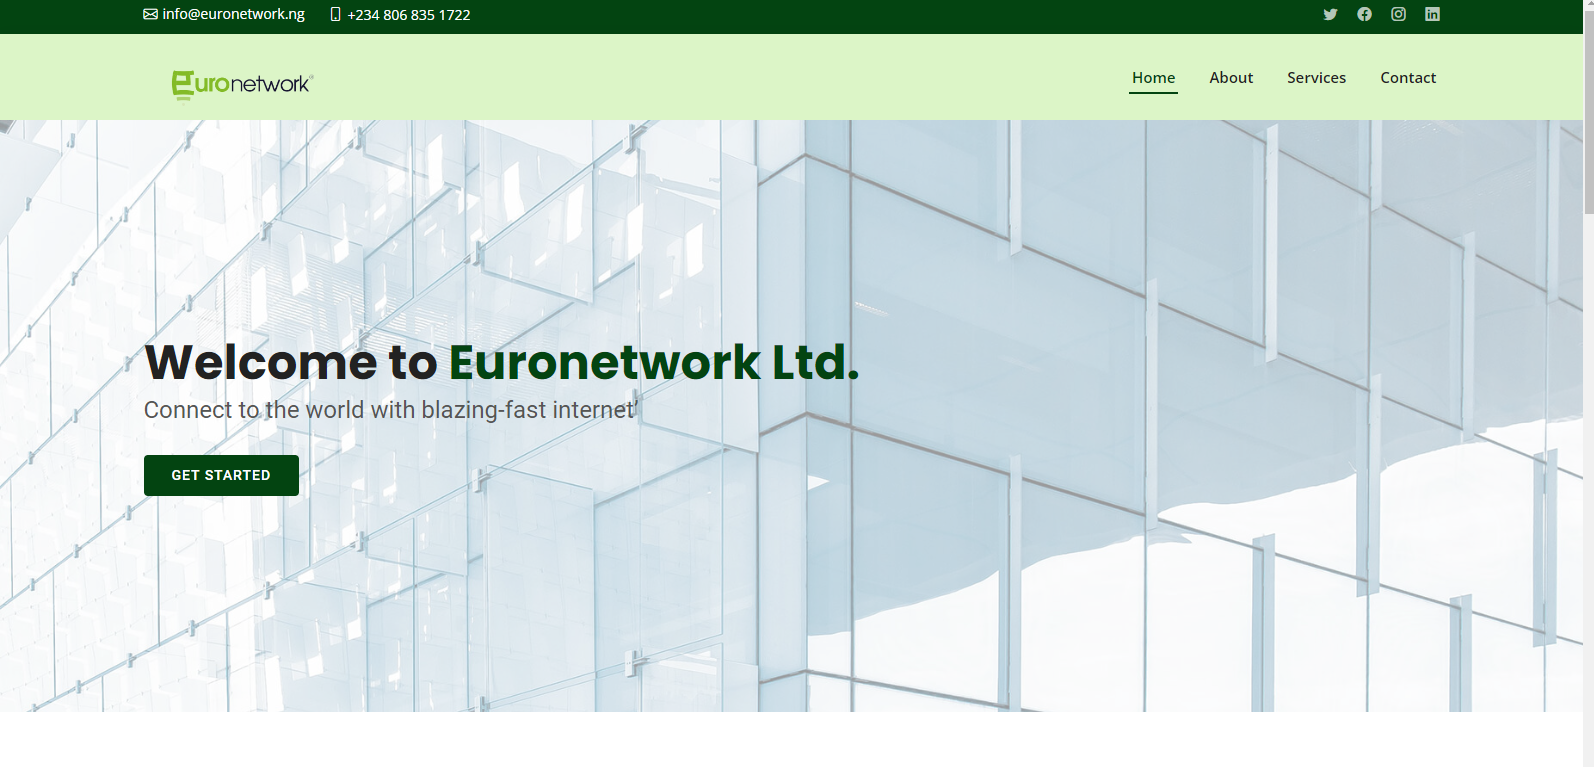 info@euronetwork.ng +234 806 835 1722
Euronetwork®
Home About Services Contact
Welcome to Euronetwork Ltd.
Connect to the world with blazing-fast internet’
GET STARTED